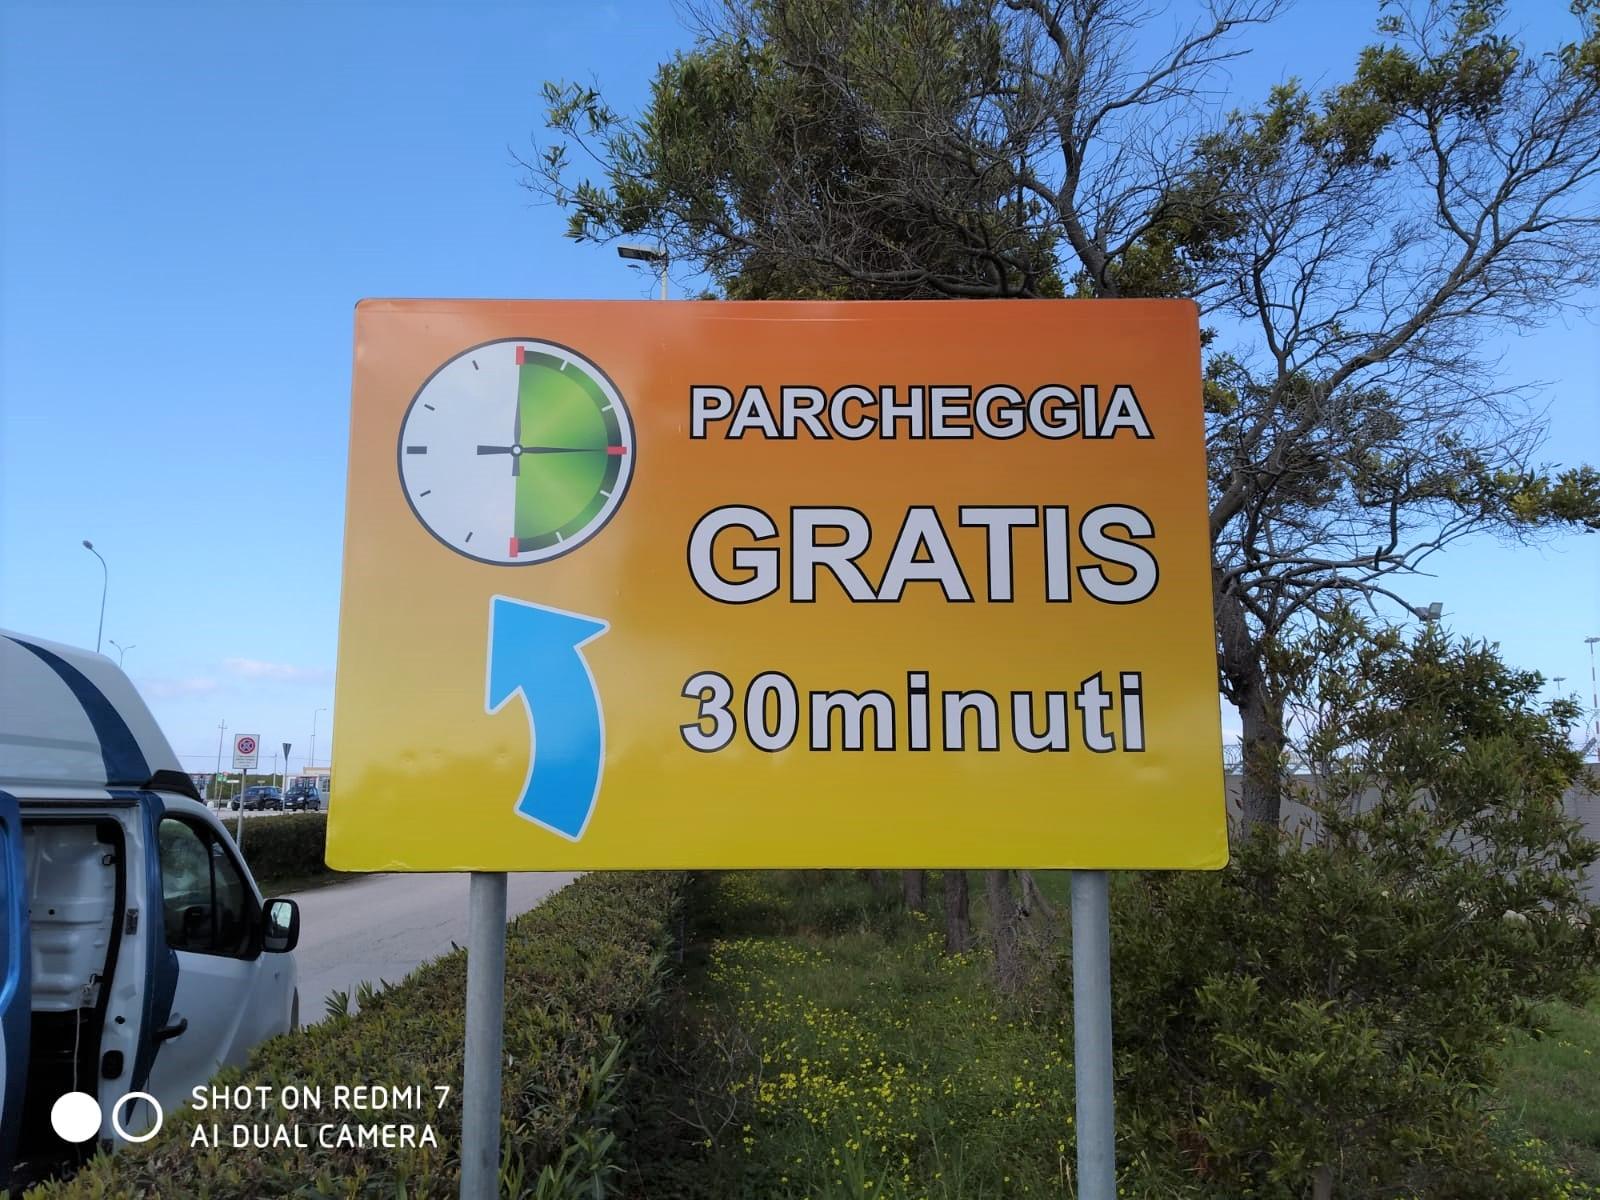 PARCHEGGIA
GRATIS
30minuti
SHOT ON REDMI 7
AI DUAL CAMERA